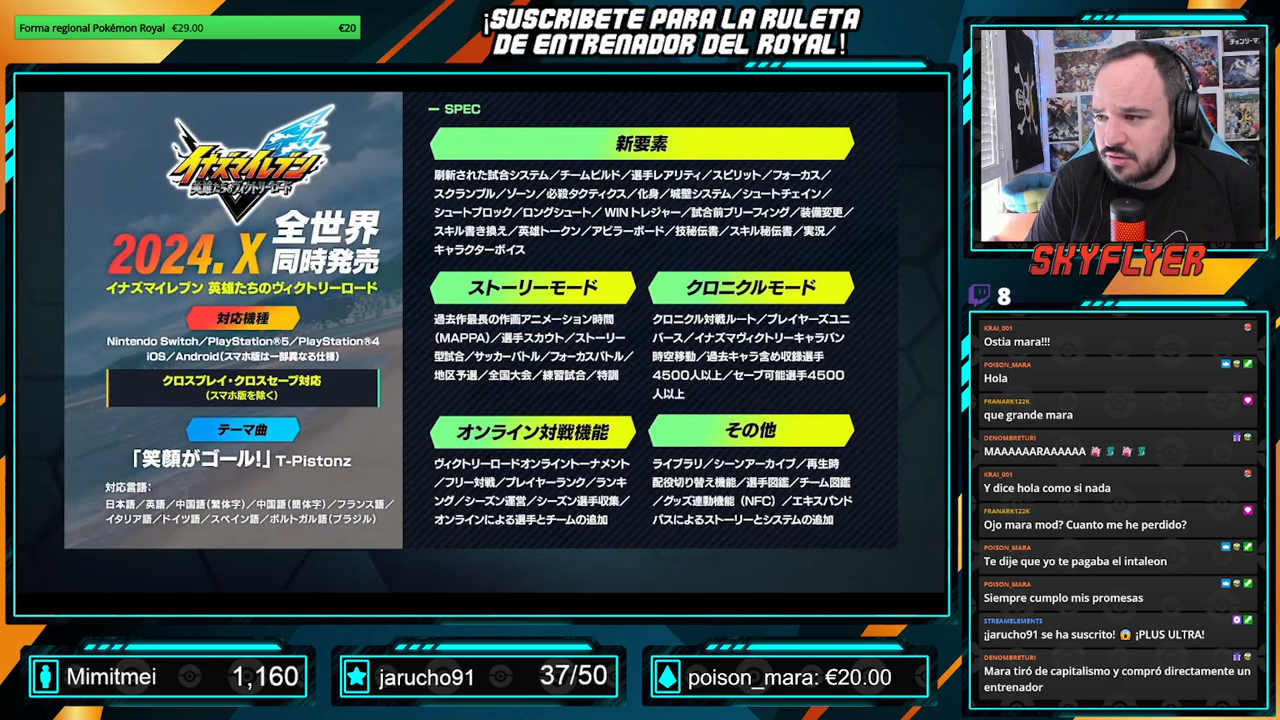 Forma regional Pokémon Royal €29.00 €20
¡SUSCRIBETE PARA LA RULETA
DE ENTRENADOR DEL ROYAL!
イナズマイレブン
英雄たちのヴィクトリーロード
2024.X 全世界
同時発売
イナズマイレブン 英雄たちのヴィクトリーロード
対応機種
Nintendo Switch／PlayStation®5／PlayStation®4
iOS／Android（スマホ版は一部異なる仕様）
クロスプレイ・クロスセーブ対応
（スマホ版を除く）
テーマ曲
「笑顔がゴール！」T-Pistonz
対応言語：
日本語／英語／中国語（繁体字）／中国語（簡体字）／フランス語／
イタリア語／ドイツ語／スペイン語／ポルトガル語（ブラジル）
— SPEC
新要素
刷新された試合システム／チームビルド／選手レアリティ／スピリット／フォーカス／
スクランブル／ゾーン／必殺タクティクス／化身／城壁システム／シュートチェイン／
シュートブロック／ロングシュート／ WINトレジャー／試合前ブリーフィング／装備変更／
スキル書き換え／英雄トークン／アビラーボード／技秘伝書／スキル秘伝書／実況／
キャラクターボイス
ストーリーモード
過去作最長の作画アニメーション時間
（MAPPA）／選手スカウト／ストーリー
型試合／サッカーバトル／フォーカスバトル／
地区予選／全国大会／練習試合／特訓
クロニクルモード
クロニクル対戦ルート／プレイヤーズユニ
バース／イナズマヴィクトリーキャラバン
時空移動／過去キャラ含め収録選手
4500人以上／セーブ可能選手4500
人以上
オンライン対戦機能
ヴィクトリーロードオンライントーナメント
／フリー対戦／プレイヤーランク／ランキ
ング／シーズン運営／シーズン選手収集／
オンラインによる選手とチームの追加
その他
ライブラリ／シーンアーカイブ／再生時
配役切り替え機能／選手図鑑／チーム図鑑
／グッズ連動機能（NFC）／エキスパンド
パスによるストーリーとシステムの追加
SKYFLYER
8
KRAI_001
Ostia mara!!!
POISON_MARA
Hola
FRANARK122K
que grande mara
DENOMBRETURI
MAAAAAARAAAAAA
KRAI_001
Y dice hola como si nada
FRANARK122K
Ojo mara mod? Cuanto me he perdido?
POISON_MARA
Te dije que yo te pagaba el intaleon
POISON_MARA
Siempre cumplo mis promesas
STREAMELEMENTS
¡jarucho91 se ha suscrito! 😱 ¡PLUS ULTRA!
DENOMBRETURI
Mara tiró de capitalismo y compró directamente un
entrenador
Mimitmei 1,160
jarucho91 37/50
poison_mara: €20.00